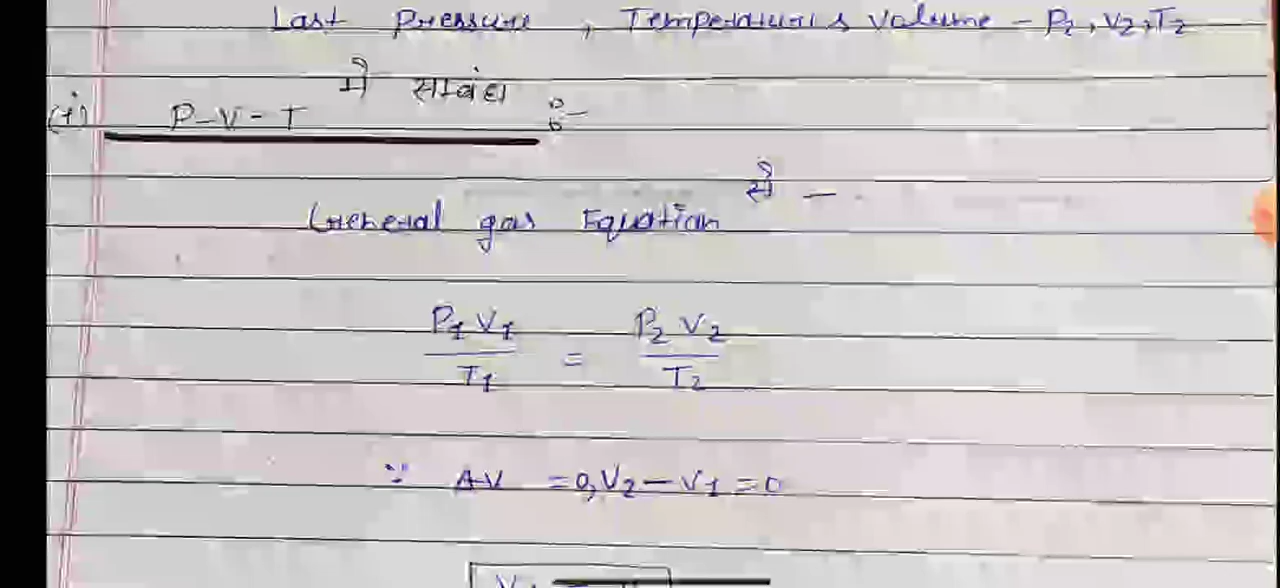 Last Pressure, Temperature & Volume - P₂, V₂, T₂
(i) P-V-T में साबंध :-
General gas Equation से -
P₁ V₁ / T₁ = P₂ V₂ / T₂
∵ ΔV = 0, V₂ - V₁ = 0